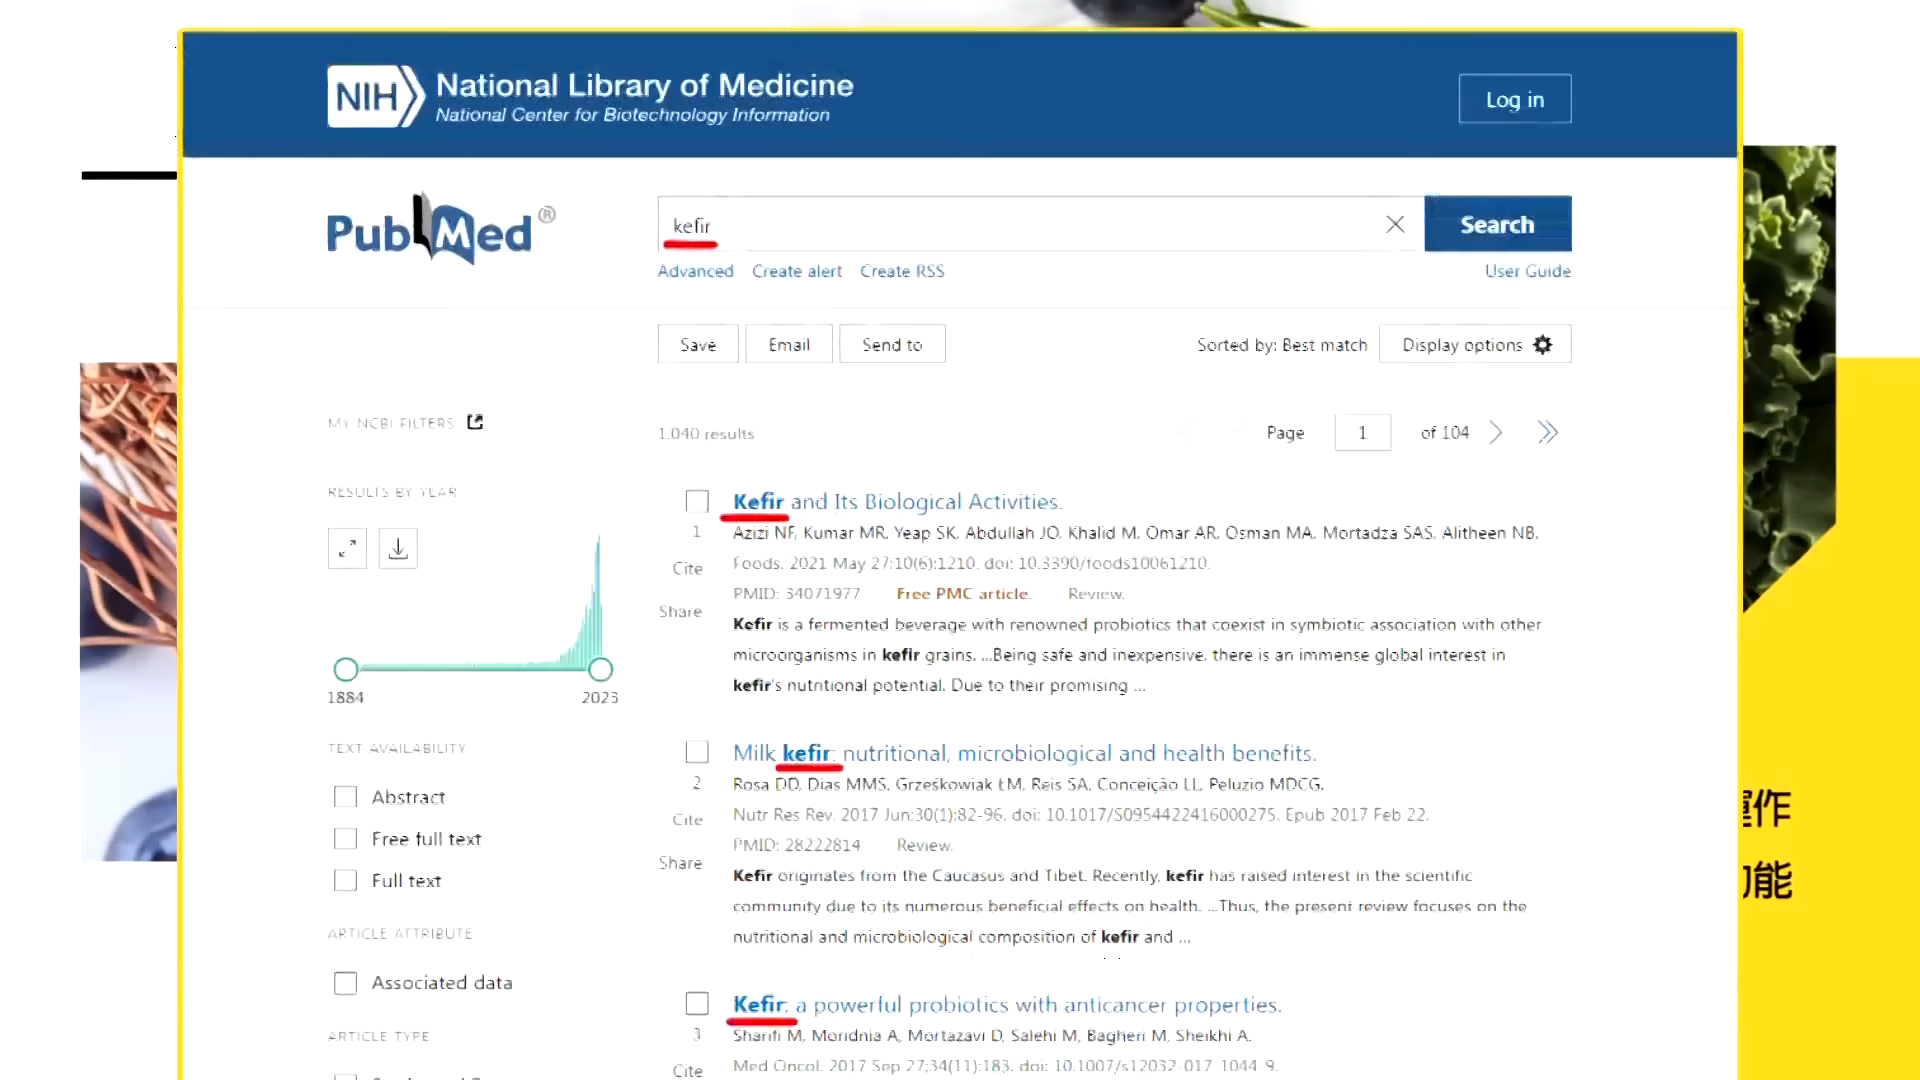 NIH National Library of Medicine
National Center for Biotechnology Information
Log in
PubMed®
kefir
Search
Advanced Create alert Create RSS
User Guide
Save Email Send to
Sorted by: Best match
Display options
MY NCBI FILTERS
1,040 results
Page 1 of 104
RESULTS BY YEAR
1884 2023
TEXT AVAILABILITY
Abstract
Free full text
Full text
ARTICLE ATTRIBUTE
Associated data
ARTICLE TYPE
Kefir and Its Biological Activities.
1
Azizi NF, Kumar MR, Yeap SK, Abdullah JO, Khalid M, Omar AR, Osman MA, Mortadza SAS, Alitheen NB.
Cite
Foods. 2021 May 27;10(6):1210. doi: 10.3390/foods10061210.
PMID: 34071977 Free PMC article. Review.
Share
Kefir is a fermented beverage with renowned probiotics that coexist in symbiotic association with other
microorganisms in kefir grains. ...Being safe and inexpensive, there is an immense global interest in
kefir's nutritional potential. Due to their promising ...
Milk kefir: nutritional, microbiological and health benefits.
2
Rosa DD, Dias MMS, Grześkowiak ŁM, Reis SA, Conceição LL, Peluzio MDCG.
Cite
Nutr Res Rev. 2017 Jun;30(1):82-96. doi: 10.1017/S0954422416000275. Epub 2017 Feb 22.
PMID: 28222814 Review.
Share
Kefir originates from the Caucasus and Tibet. Recently, kefir has raised interest in the scientific
community due to its numerous beneficial effects on health. ...Thus, the present review focuses on the
nutritional and microbiological composition of kefir and ...
Kefir: a powerful probiotics with anticancer properties.
3
Sharifi M, Moridnia A, Mortazavi D, Salehi M, Bagheri M, Sheikhi A.
Cite
Med Oncol. 2017 Sep 27;34(11):183. doi: 10.1007/s12032-017-1044-9.
作
能